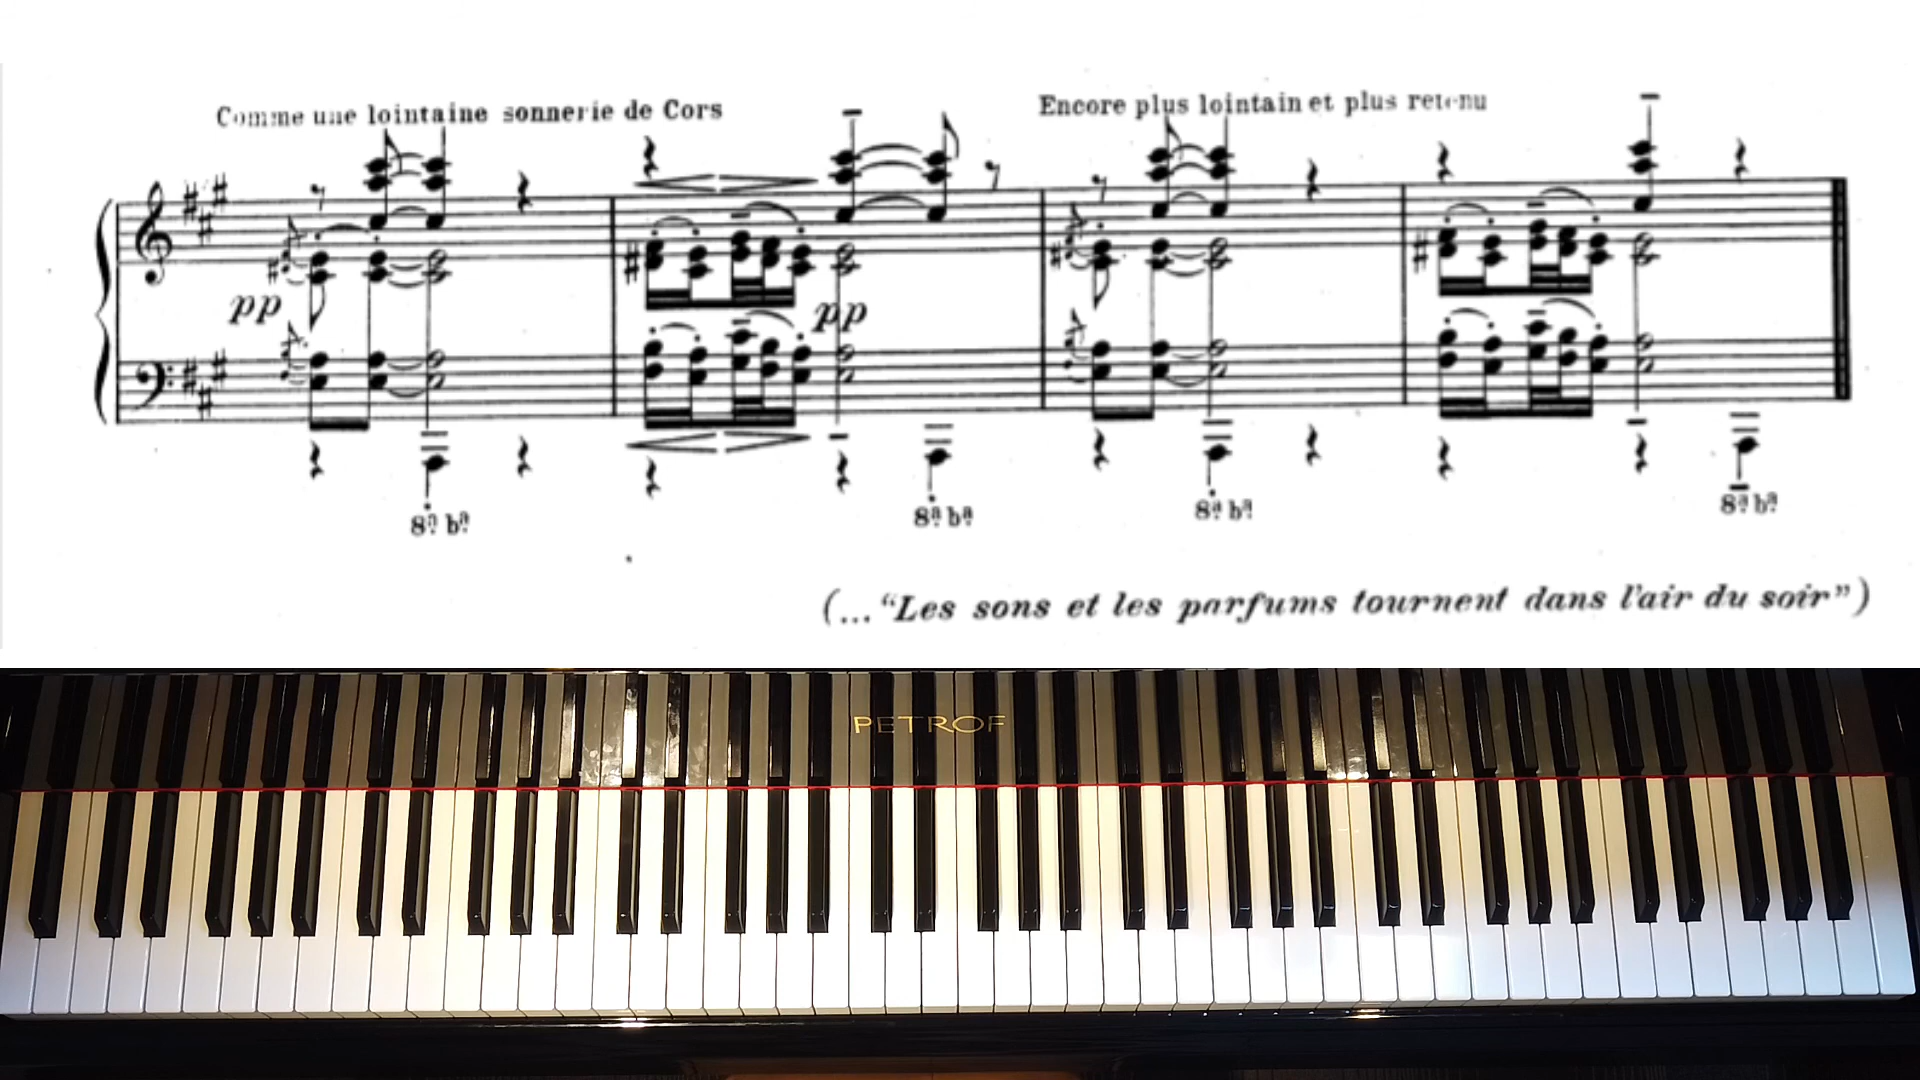 Comme une lointaine sonnerie de Cors
Encore plus lointain et plus retenu
pp
pp
8ª bª
8ª bª
8ª bª
8ª bª
(... “Les sons et les parfums tournent dans l'air du soir”)
PETROF